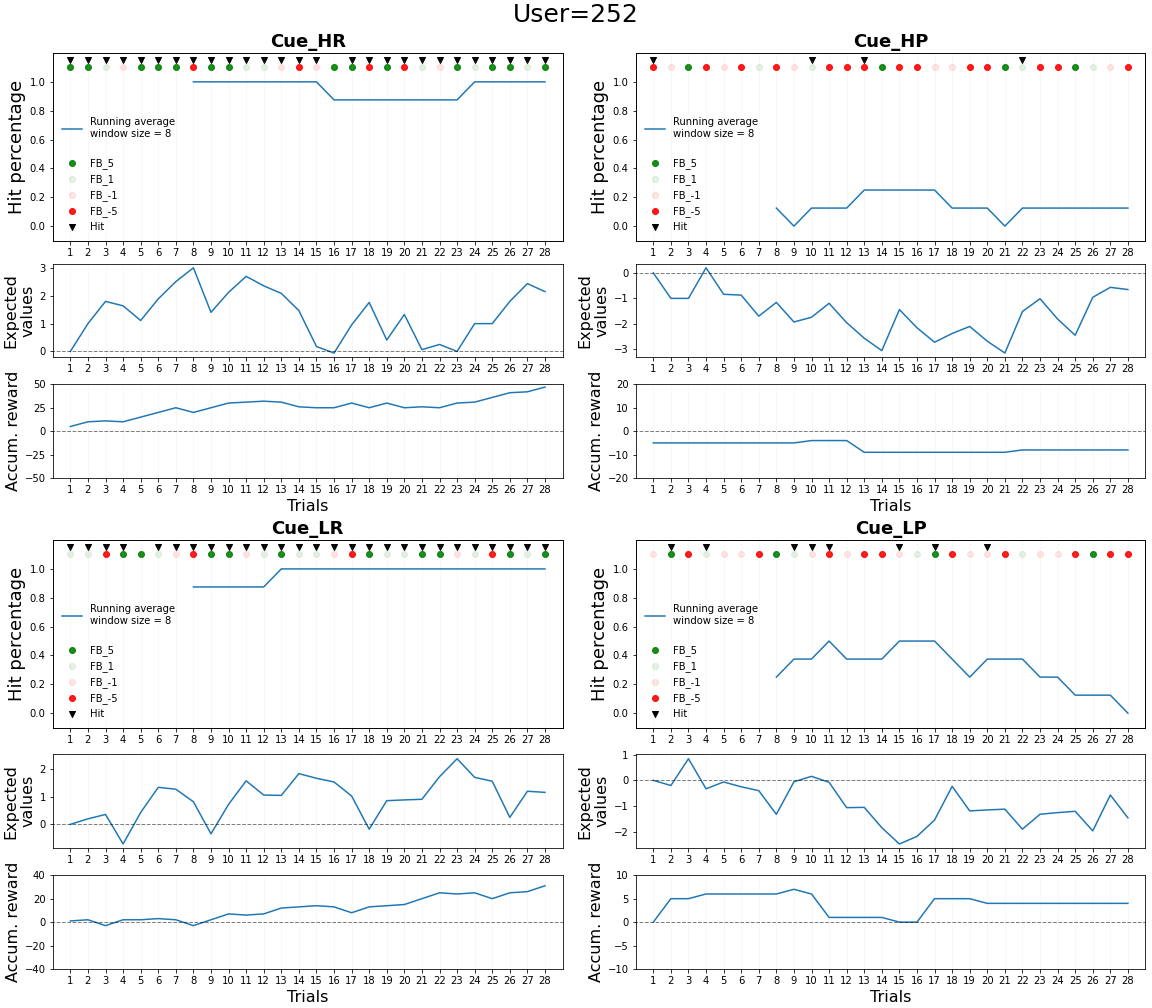 User=252
Cue_HR
Hit percentage
1.0
0.8
0.6
0.4
0.2
0.0
Running average
window size = 8
FB_5
FB_1
FB_-1
FB_-5
Hit
1 2 3 4 5 6 7 8 9 10 11 12 13 14 15 16 17 18 19 20 21 22 23 24 25 26 27 28
Expected
values
3
2
1
0
1 2 3 4 5 6 7 8 9 10 11 12 13 14 15 16 17 18 19 20 21 22 23 24 25 26 27 28
Accum. reward
50
25
0
−25
−50
1 2 3 4 5 6 7 8 9 10 11 12 13 14 15 16 17 18 19 20 21 22 23 24 25 26 27 28
Trials
Cue_HP
Hit percentage
1.0
0.8
0.6
0.4
0.2
0.0
Running average
window size = 8
FB_5
FB_1
FB_-1
FB_-5
Hit
1 2 3 4 5 6 7 8 9 10 11 12 13 14 15 16 17 18 19 20 21 22 23 24 25 26 27 28
Expected
values
0
−1
−2
−3
1 2 3 4 5 6 7 8 9 10 11 12 13 14 15 16 17 18 19 20 21 22 23 24 25 26 27 28
Accum. reward
20
10
0
−10
−20
1 2 3 4 5 6 7 8 9 10 11 12 13 14 15 16 17 18 19 20 21 22 23 24 25 26 27 28
Trials
Cue_LR
Hit percentage
1.0
0.8
0.6
0.4
0.2
0.0
Running average
window size = 8
FB_5
FB_1
FB_-1
FB_-5
Hit
1 2 3 4 5 6 7 8 9 10 11 12 13 14 15 16 17 18 19 20 21 22 23 24 25 26 27 28
Expected
values
2
1
0
1 2 3 4 5 6 7 8 9 10 11 12 13 14 15 16 17 18 19 20 21 22 23 24 25 26 27 28
Accum. reward
40
20
0
−20
−40
1 2 3 4 5 6 7 8 9 10 11 12 13 14 15 16 17 18 19 20 21 22 23 24 25 26 27 28
Trials
Cue_LP
Hit percentage
1.0
0.8
0.6
0.4
0.2
0.0
Running average
window size = 8
FB_5
FB_1
FB_-1
FB_-5
Hit
1 2 3 4 5 6 7 8 9 10 11 12 13 14 15 16 17 18 19 20 21 22 23 24 25 26 27 28
Expected
values
1
0
−1
−2
1 2 3 4 5 6 7 8 9 10 11 12 13 14 15 16 17 18 19 20 21 22 23 24 25 26 27 28
Accum. reward
10
5
0
−5
−10
1 2 3 4 5 6 7 8 9 10 11 12 13 14 15 16 17 18 19 20 21 22 23 24 25 26 27 28
Trials